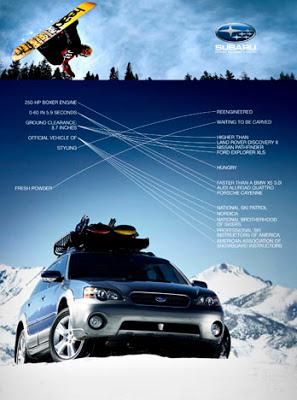 SUBARU
250-HP BOXER ENGINE
0-60 IN 5.9 SECONDS
GROUND CLEARANCE:
8.7 INCHES
OFFICIAL VEHICLE OF
STYLING
FRESH POWDER
REENGINEERED
WAITING TO BE CARVED
HIGHER THAN
LAND ROVER DISCOVERY II
NISSAN PATHFINDER
FORD EXPLORER XLS
HUNGRY
FASTER THAN A BMW X5 3.0I
AUDI ALLROAD QUATTRO
PORSCHE CAYENNE
NATIONAL SKI PATROL
NORDICA
NATIONAL BROTHERHOOD
OF SKIERS
PROFESSIONAL SKI
INSTRUCTORS OF AMERICA
AMERICAN ASSOCIATION OF
SNOWBOARD INSTRUCTORS